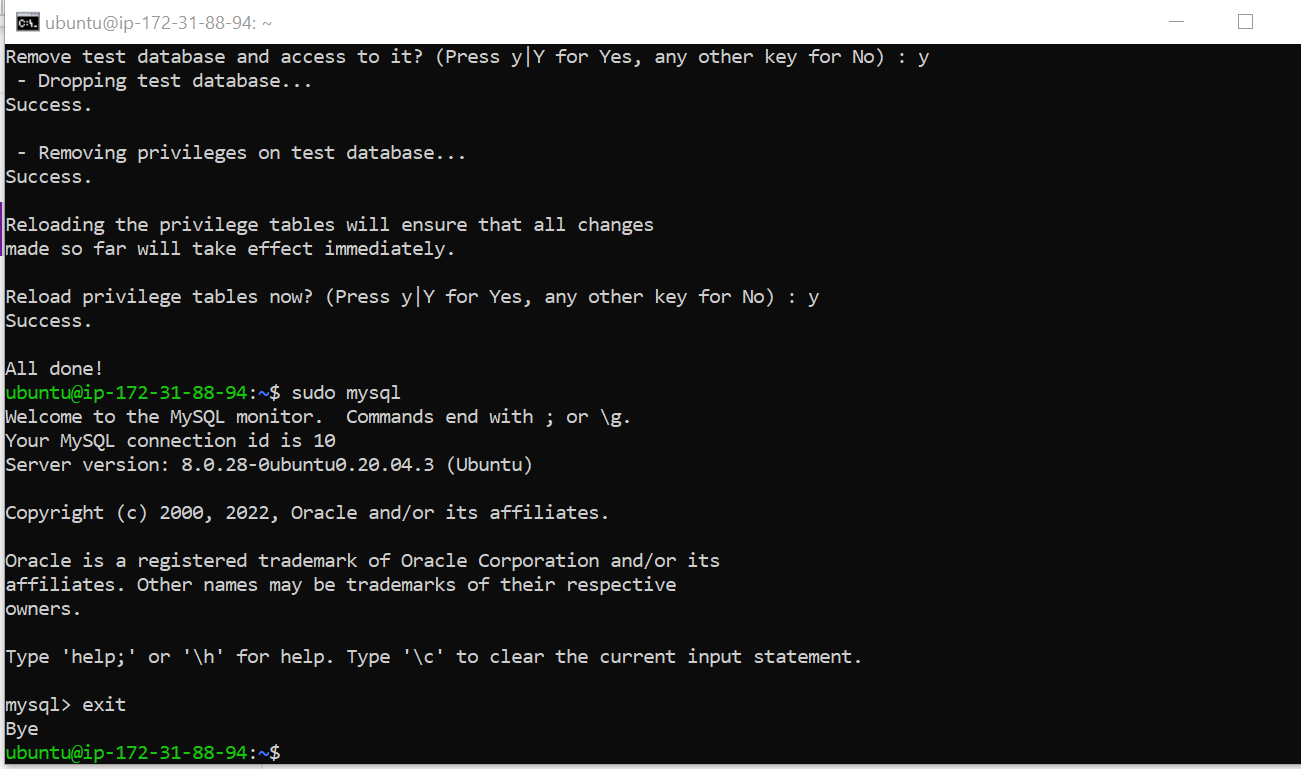 ubuntu@ip-172-31-88-94: ~
Remove test database and access to it? (Press y|Y for Yes, any other key for No) : y
 - Dropping test database...
Success.

 - Removing privileges on test database...
Success.

Reloading the privilege tables will ensure that all changes
made so far will take effect immediately.

Reload privilege tables now? (Press y|Y for Yes, any other key for No) : y
Success.

All done!
ubuntu@ip-172-31-88-94:~$ sudo mysql
Welcome to the MySQL monitor.  Commands end with ; or \g.
Your MySQL connection id is 10
Server version: 8.0.28-0ubuntu0.20.04.3 (Ubuntu)

Copyright (c) 2000, 2022, Oracle and/or its affiliates.

Oracle is a registered trademark of Oracle Corporation and/or its
affiliates. Other names may be trademarks of their respective
owners.

Type 'help;' or '\h' for help. Type '\c' to clear the current input statement.

mysql> exit
Bye
ubuntu@ip-172-31-88-94:~$